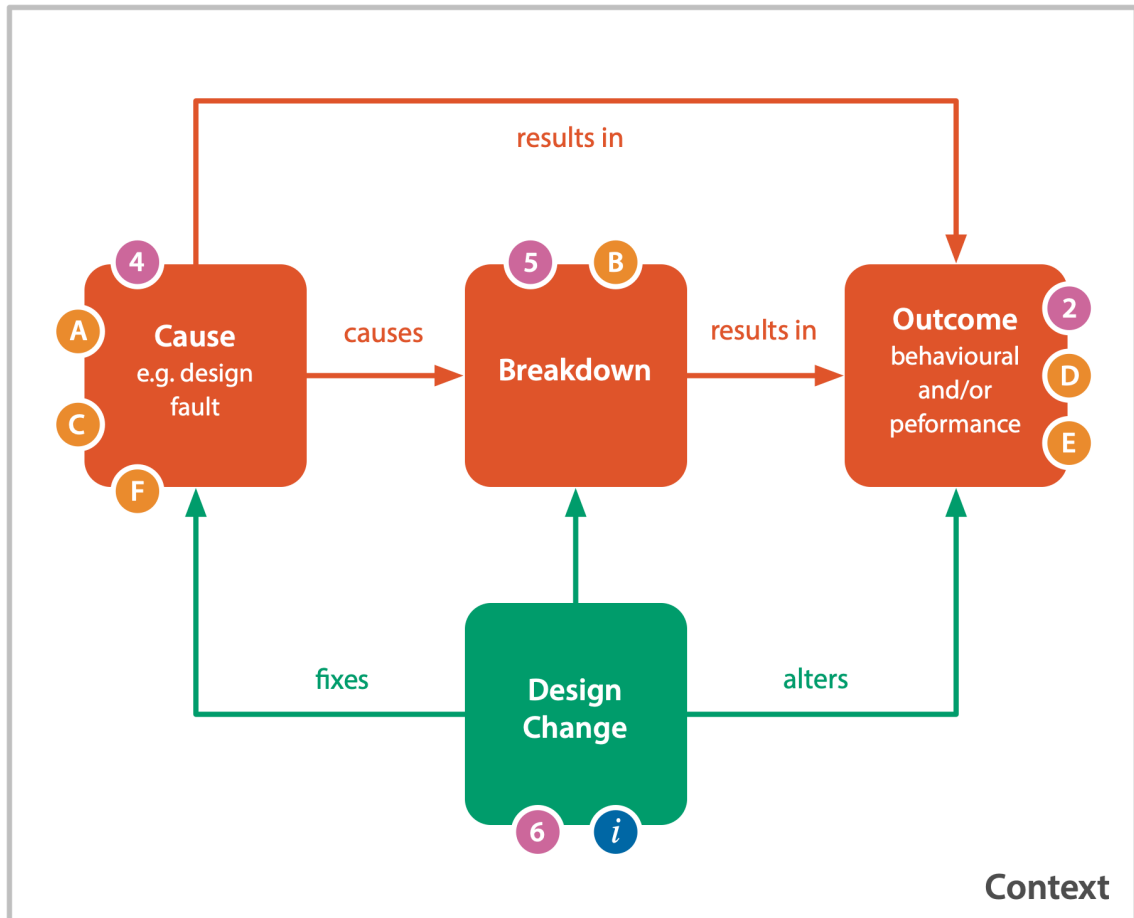 results in
4
A
Cause
e.g. design
fault
C
F
causes
5
B
Breakdown
results in
Outcome
behavioural
and/or
peformance
2
D
E
fixes
Design
Change
alters
6
i
Context